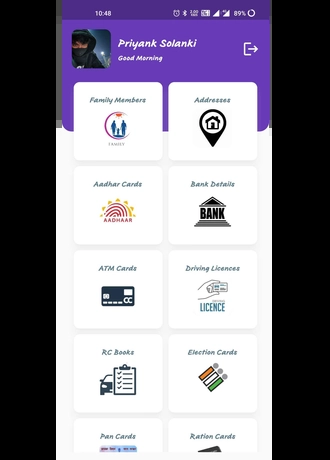 10:48
89%
Priyank Solanki
Good Morning
Family Members
Addresses
FAMILY
Aadhar Cards
Bank Details
AADHAAR
BANK
ATM Cards
Driving Licences
LICENCE
RC Books
Election Cards
Pan Cards
Ration Cards